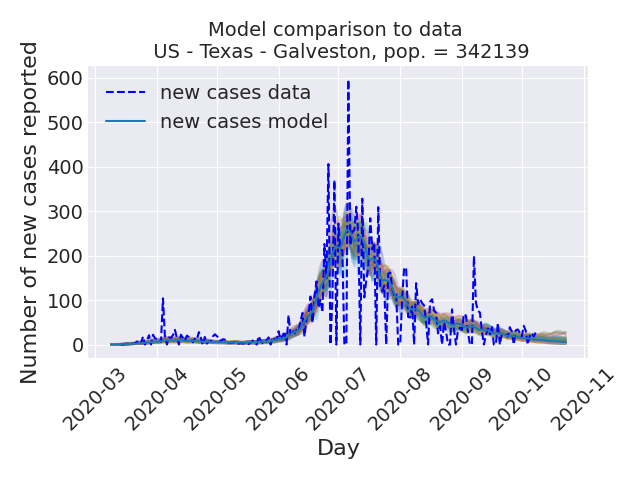 Model comparison to data
US - Texas - Galveston, pop. = 342139
Number of new cases reported
600
500
400
300
200
100
0
new cases data
new cases model
2020-03
2020-04
2020-05
2020-06
2020-07
2020-08
2020-09
2020-10
2020-11
Day